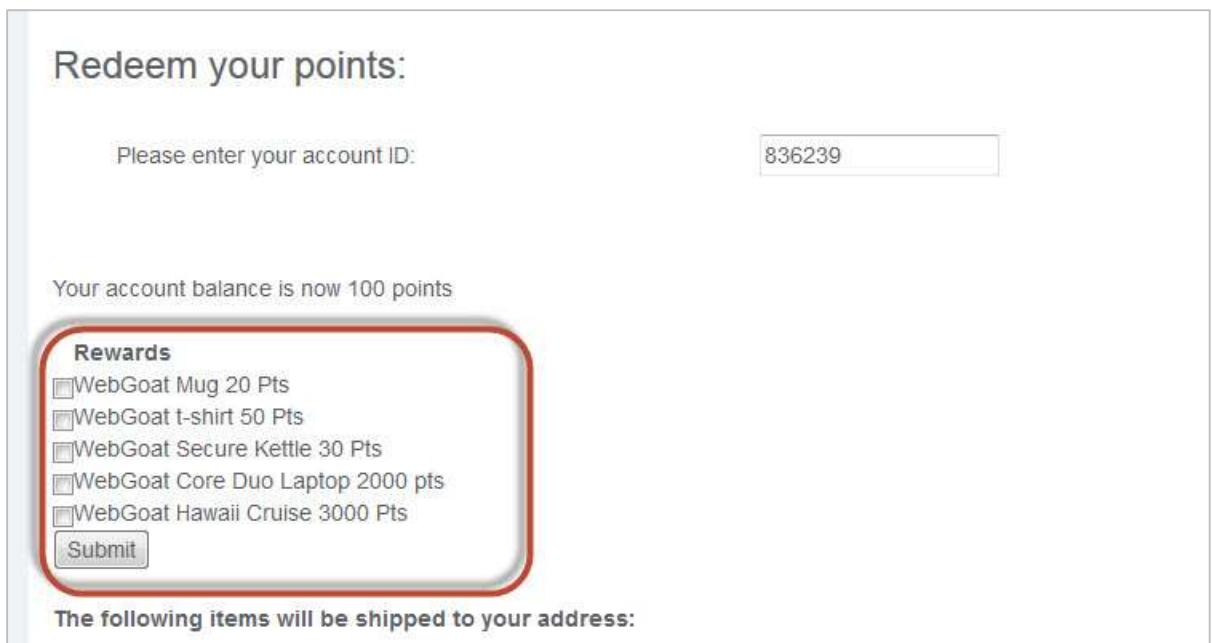 Redeem your points:
Please enter your account ID: 836239
Your account balance is now 100 points
Rewards
WebGoat Mug 20 Pts
WebGoat t-shirt 50 Pts
WebGoat Secure Kettle 30 Pts
WebGoat Core Duo Laptop 2000 pts
WebGoat Hawaii Cruise 3000 Pts
Submit
The following items will be shipped to your address: